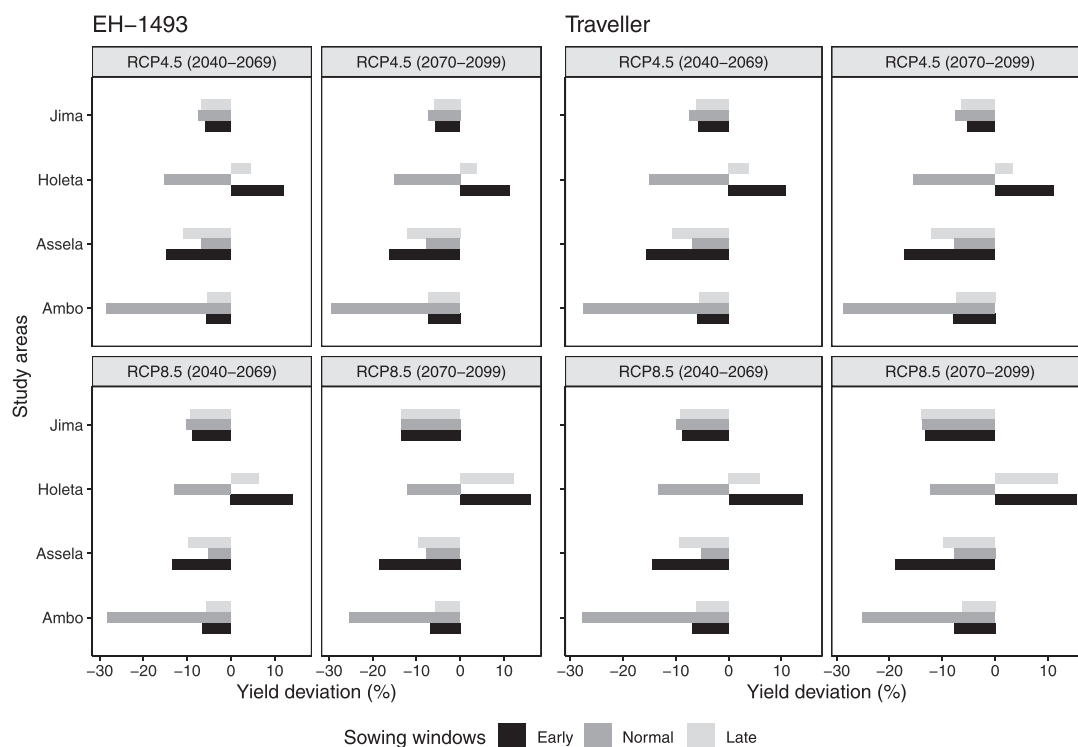 EH−1493 Traveller
RCP4.5 (2040−2069) RCP4.5 (2070−2099) RCP4.5 (2040−2069) RCP4.5 (2070−2099)
Jima
Holeta
Assela
Ambo
Study areas
RCP8.5 (2040−2069) RCP8.5 (2070−2099) RCP8.5 (2040−2069) RCP8.5 (2070−2099)
Jima
Holeta
Assela
Ambo
−30 −20 −10 0 10 −30 −20 −10 0 10 −30 −20 −10 0 10 −30 −20 −10 0 10
Yield deviation (%) Yield deviation (%)
Sowing windows Early Normal Late